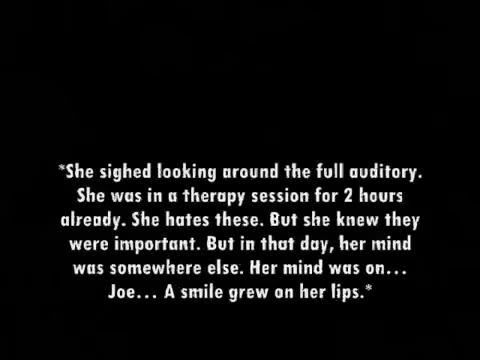 *She sighed looking around the full auditory.
She was in a therapy session for 2 hours
already. She hates these. But she knew they
were important. But in that day, her mind
was somewhere else. Her mind was on...
Joe... A smile grew on her lips.*